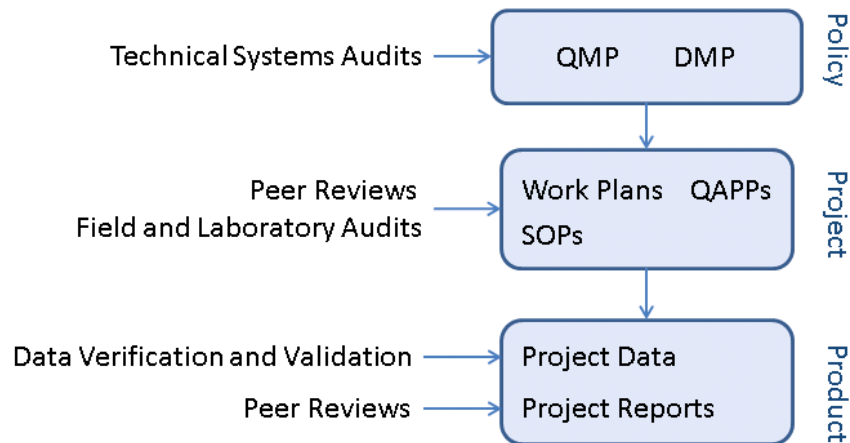 Technical Systems Audits
QMP DMP
Policy
Peer Reviews
Field and Laboratory Audits
Work Plans QAPPs
SOPs
Project
Data Verification and Validation
Project Data
Peer Reviews
Project Reports
Product